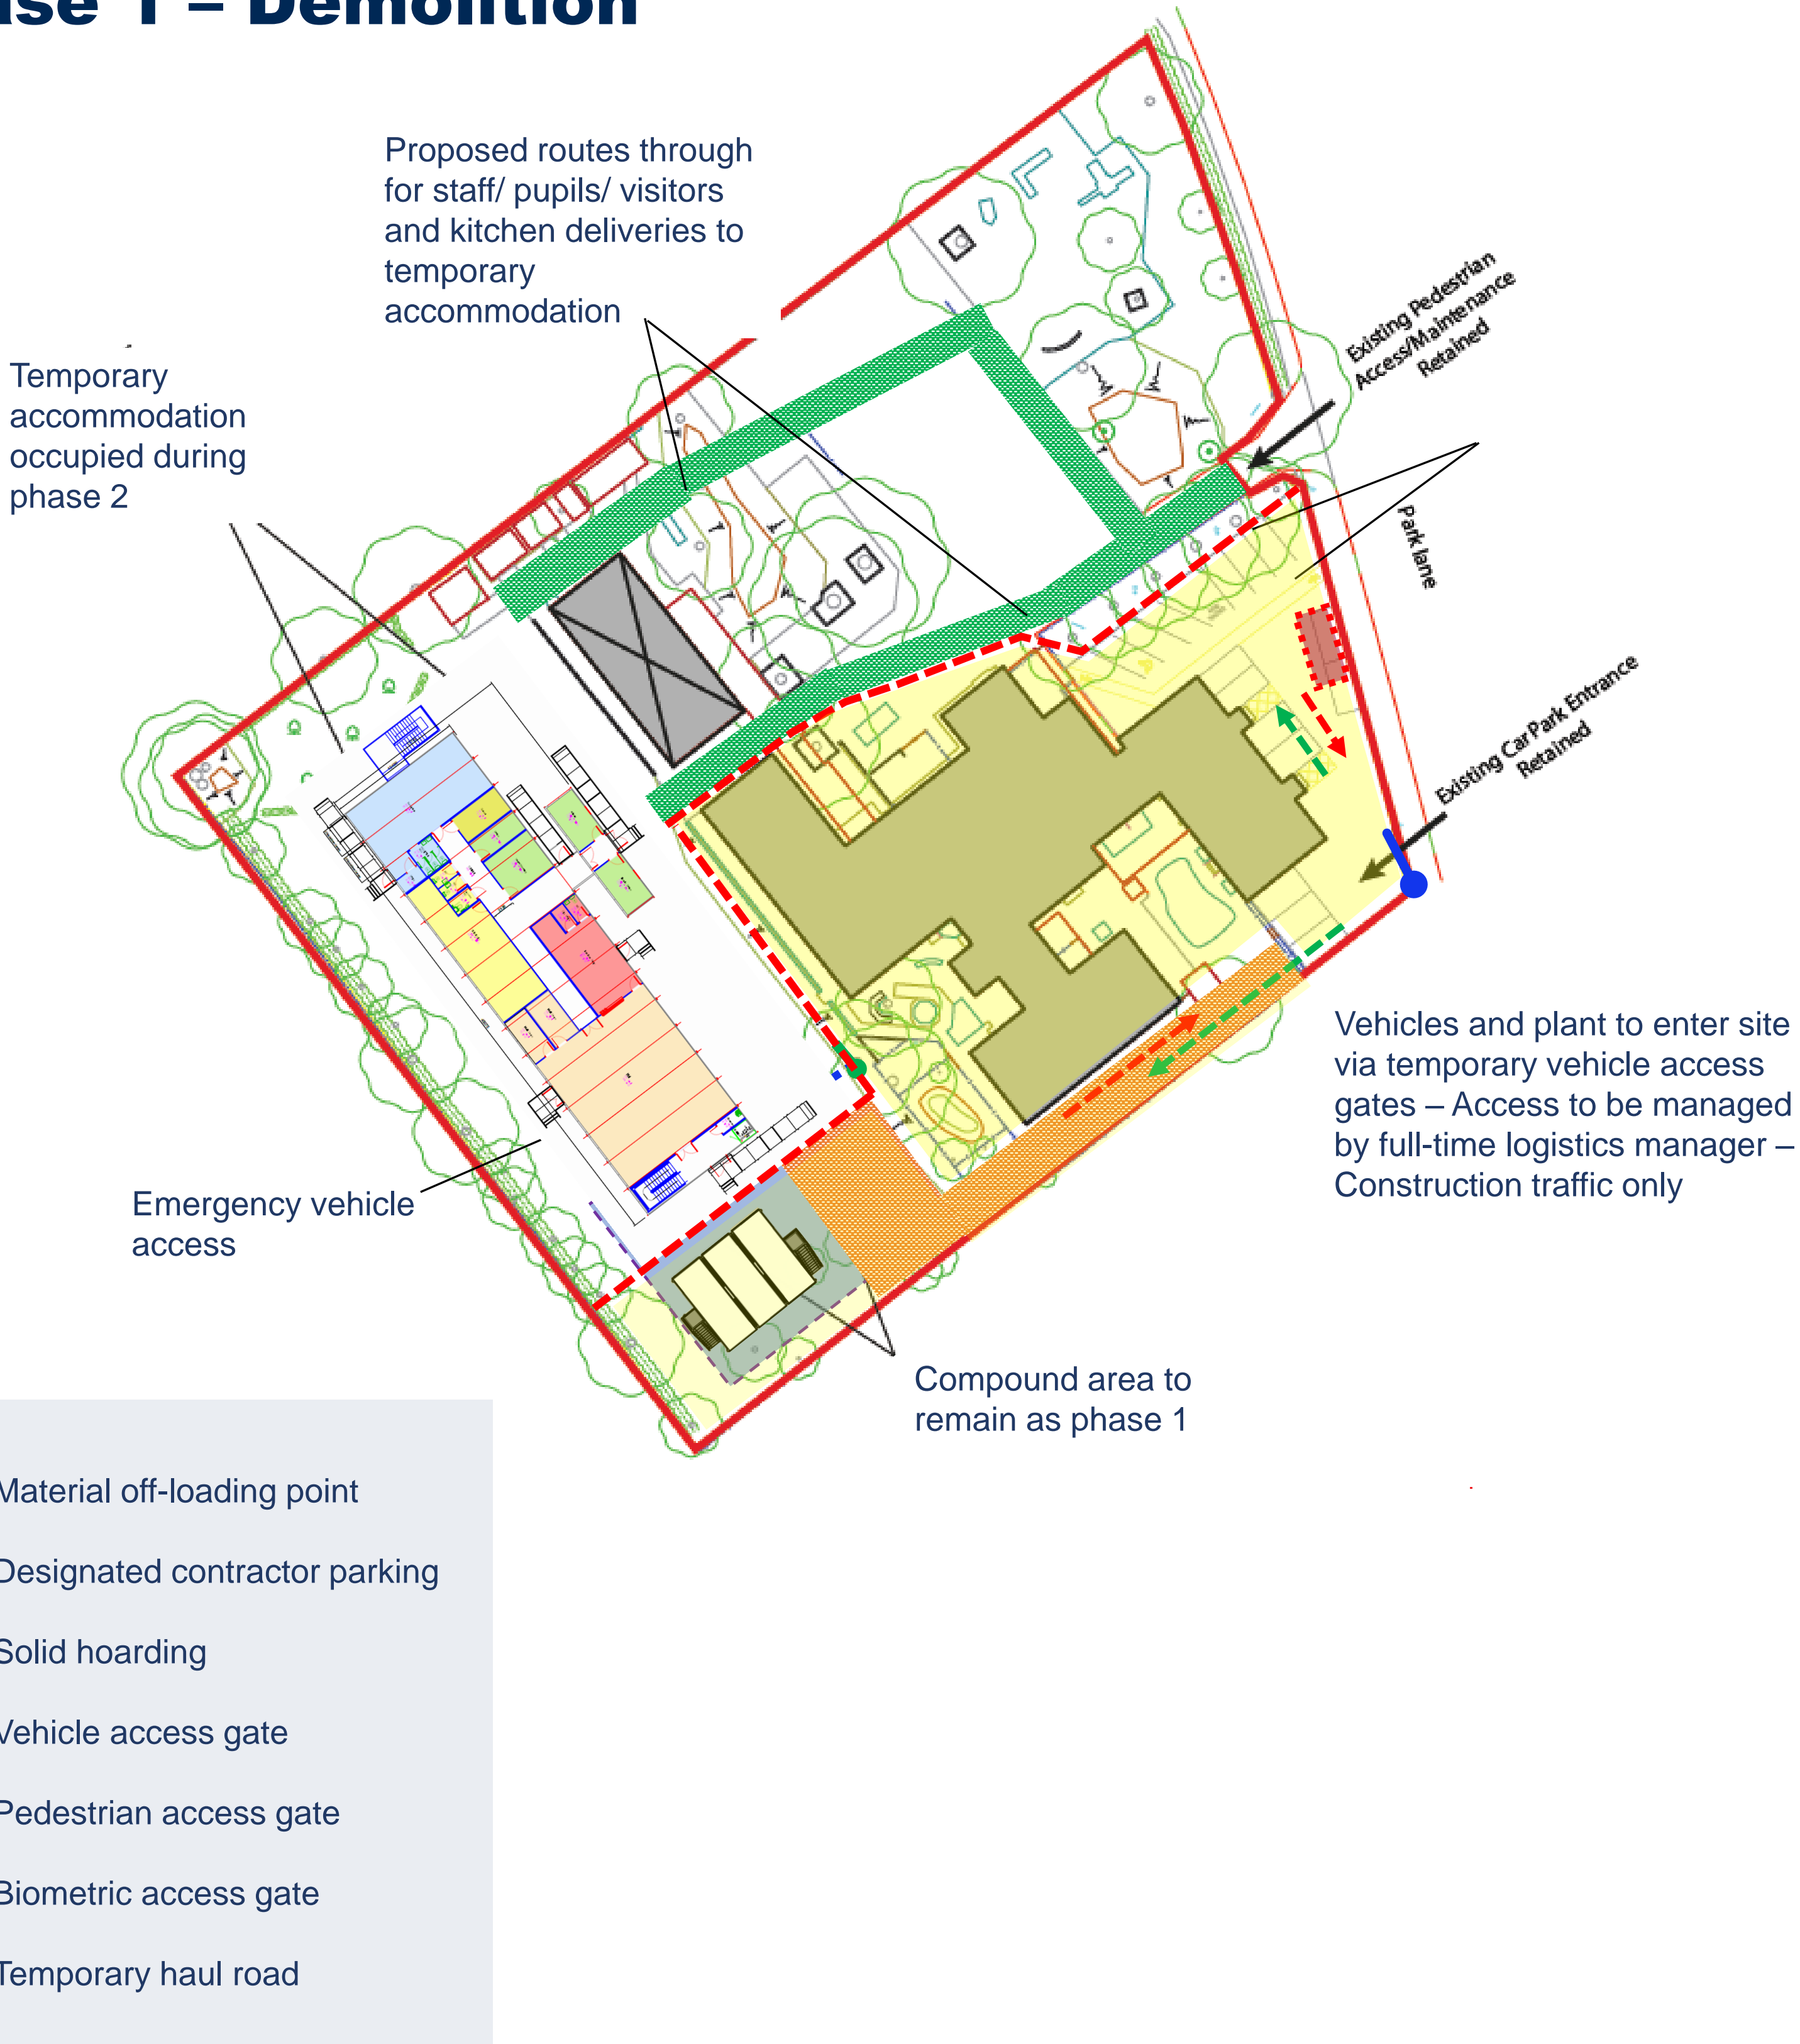 ase 1 – Demolition
Proposed routes through
for staff/ pupils/ visitors
and kitchen deliveries to
temporary
accommodation
Temporary
accommodation
occupied during
phase 2
Existing Pedestrian
Access/Maintenance
Retained
Park lane
Existing Car Park Entrance
Retained
Vehicles and plant to enter site
via temporary vehicle access
gates – Access to be managed
by full-time logistics manager –
Construction traffic only
Emergency vehicle
access
Compound area to
remain as phase 1
Material off-loading point
Designated contractor parking
Solid hoarding
Vehicle access gate
Pedestrian access gate
Biometric access gate
Temporary haul road